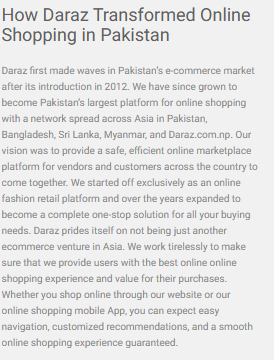 How Daraz Transformed Online
Shopping in Pakistan
Daraz first made waves in Pakistan's e-commerce market
after its introduction in 2012. We have since grown to
become Pakistan's largest platform for online shopping
with a network spread across Asia in Pakistan,
Bangladesh, Sri Lanka, Myanmar, and Daraz.com.np. Our
vision was to provide a safe, efficient online marketplace
platform for vendors and customers across the country to
come together. We started off exclusively as an online
fashion retail platform and over the years expanded to
become a complete one-stop solution for all your buying
needs. Daraz prides itself on not being just another
ecommerce venture in Asia. We work tirelessly to make
sure that we provide users with the best online online
shopping experience and value for their purchases.
Whether you shop online through our website or our
online shopping mobile App, you can expect easy
navigation, customized recommendations, and a smooth
online shopping experience guaranteed.